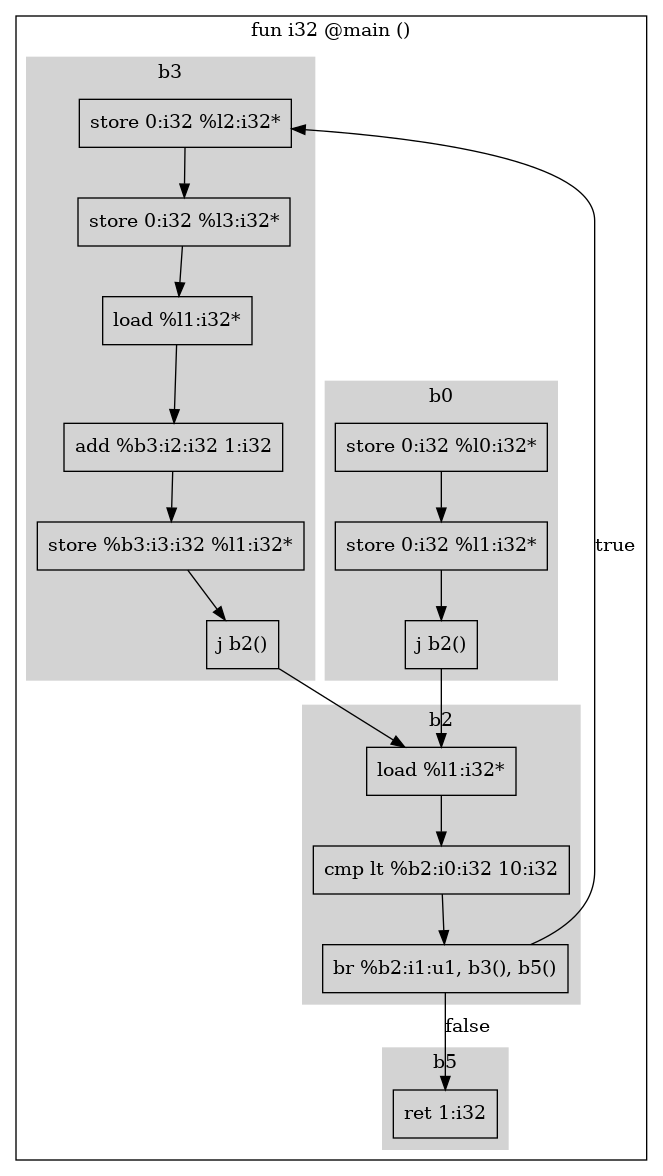 fun i32 @main ()
b3
store 0:i32 %l2:i32*
store 0:i32 %l3:i32*
load %l1:i32*
add %b3:i2:i32 1:i32
store %b3:i3:i32 %l1:i32*
j b2()
b0
store 0:i32 %l0:i32*
store 0:i32 %l1:i32*
j b2()
true
b2
load %l1:i32*
cmp lt %b2:i0:i32 10:i32
br %b2:i1:u1, b3(), b5()
false
b5
ret 1:i32